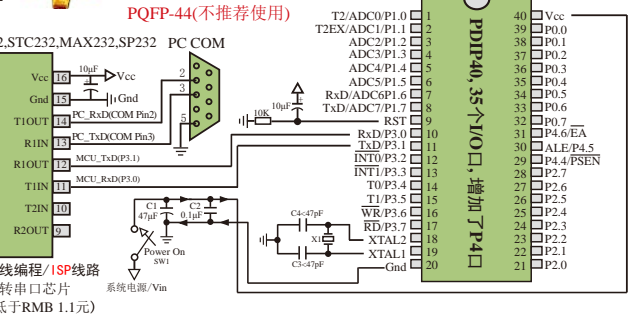 PQFP-44(不推荐使用)
2,STC232,MAX232,SP232 PC COM
Vcc 16
Gnd 15
T1OUT 14
R1IN 13
R1OUT 12
T1IN 11
T2IN 10
R2OUT 9
10μF
Vcc
Gnd
PC_RxD(COM Pin2)
PC_TxD(COM Pin3)
MCU_TxD(P3.1)
MCU_RxD(P3.0)
2
3
5
C1
47μF
C2
0.1μF
Power On
SW1
系统电源/Vin
线编程/ISP线路
转串口芯片
低于RMB 1.1元)
10μF
10K
C4<47pF
X1
C3<47pF
T2/ADC0/P1.0 1
T2EX/ADC1/P1.1 2
ADC2/P1.2 3
ADC3/P1.3 4
ADC4/P1.4 5
ADC5/P1.5 6
RxD/ADC6P1.6 7
TxD/ADC7/P1.7 8
RST 9
RxD/P3.0 10
TxD/P3.1 11
INT0/P3.2 12
INT1/P3.3 13
T0/P3.4 14
T1/P3.5 15
WR/P3.6 16
RD/P3.7 17
XTAL2 18
XTAL1 19
Gnd 20
PDIP40, 35个I/O口, 增加了P4口
40 Vcc
39 P0.0
38 P0.1
37 P0.2
36 P0.3
35 P0.4
34 P0.5
33 P0.6
32 P0.7
31 P4.6/EA
30 ALE/P4.5
29 P4.4/PSEN
28 P2.7
27 P2.6
26 P2.5
25 P2.4
24 P2.3
23 P2.2
22 P2.1
21 P2.0